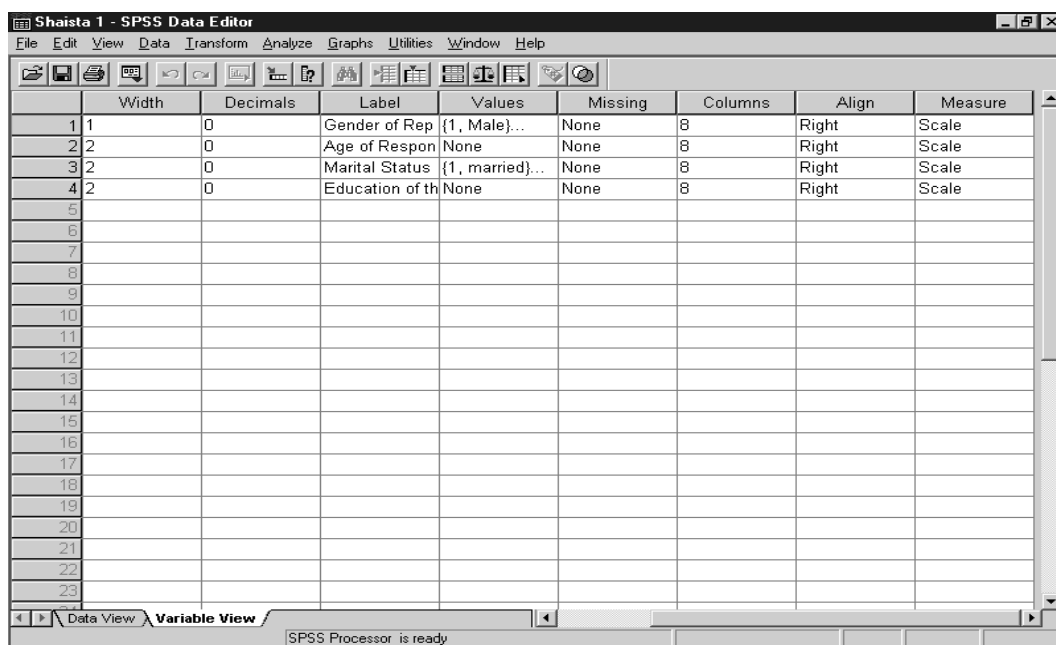 Shaista 1 - SPSS Data Editor
File Edit View Data Transform Analyze Graphs Utilities Window Help
Width Decimals Label Values Missing Columns Align Measure
1 1 0 Gender of Rep {1, Male}... None 8 Right Scale
2 2 0 Age of Respon None None 8 Right Scale
3 2 0 Marital Status {1, married}... None 8 Right Scale
4 2 0 Education of th None None 8 Right Scale
5
6
7
8
9
10
11
12
13
14
15
16
17
18
19
20
21
22
23
Data View Variable View
SPSS Processor is ready